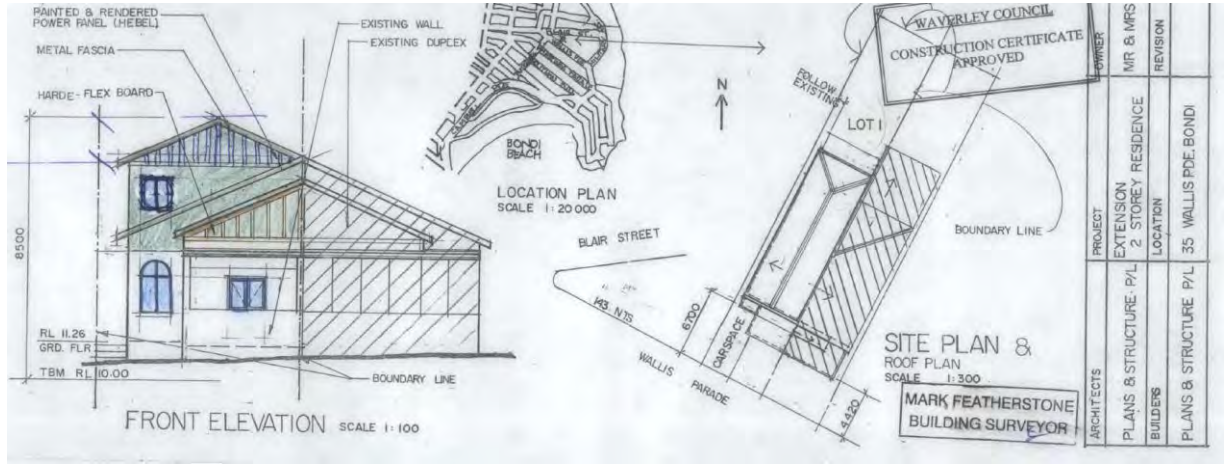 PAINTED & RENDERED
POWER PANEL (HEBEL)
METAL FASCIA
HARDE-FLEX BOARD
EXISTING WALL
EXISTING DUPLEX
8500
RL 11.26
GRD. FLR
TBM RL 10.00
BOUNDARY LINE
FRONT ELEVATION SCALE 1:100
BONDI
BEACH
LOCATION PLAN
SCALE 1:20 000
N
BLAIR STREET
143. NTS
WALLIS PARADE
6700
CARSPACE
4420
FOLLOW
EXISTING
LOT 1
BOUNDARY LINE
SITE PLAN &
ROOF PLAN
SCALE 1:300
WAVERLEY COUNCIL
CONSTRUCTION CERTIFICATE
APPROVED
MARK FEATHERSTONE
BUILDING SURVEYOR
OWNER
MR & MRS
REVISION
PROJECT
EXTENSION
2 STOREY RESIDENCE
LOCATION
35 WALLIS PDE, BONDI
ARCHITECTS
PLANS & STRUCTURE P/L
BUILDERS
PLANS & STRUCTURE P/L